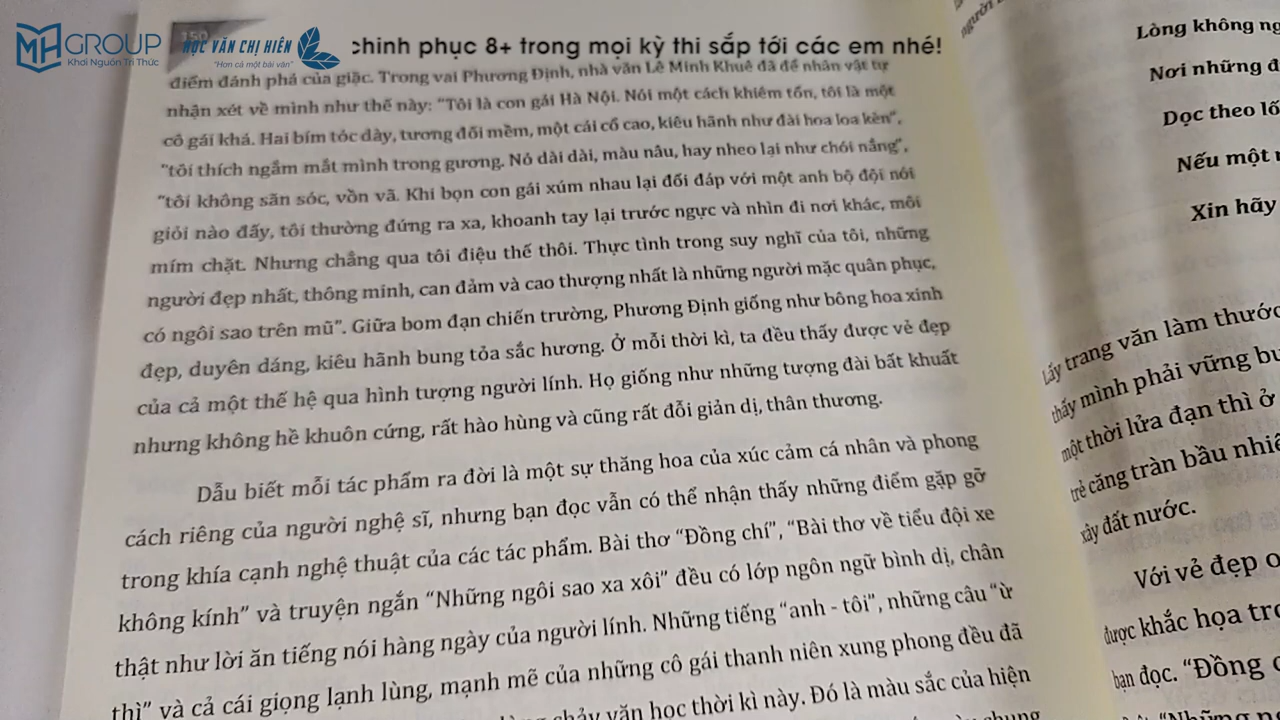 150
MH GROUP
Khơi Nguồn Tri Thức
HỌC VĂN CHỊ HIÊN
"Hơn cả một bài văn"
chinh phục 8+ trong mọi kỳ thi sắp tới các em nhé!
điểm đánh phá của giặc. Trong vai Phương Định, nhà văn Lê Minh Khuê đã để nhân vật tự
nhận xét về mình như thế này: "Tôi là con gái Hà Nội. Nói một cách khiêm tốn, tôi là một
cô gái khá. Hai bím tóc dày, tương đối mềm, một cái cổ cao, kiêu hãnh như đài hoa loa kèn",
"tôi thích ngắm mắt mình trong gương. Nó dài dài, màu nâu, hay nheo lại như chói nắng",
"tôi không săn sóc, vồn vã. Khi bọn con gái xúm nhau lại đối đáp với một anh bộ đội nói
giỏi nào đấy, tôi thường đứng ra xa, khoanh tay lại trước ngực và nhìn đi nơi khác, môi
mím chặt. Nhưng chẳng qua tôi điệu thế thôi. Thực tình trong suy nghĩ của tôi, những
người đẹp nhất, thông minh, can đảm và cao thượng nhất là những người mặc quân phục,
có ngôi sao trên mũ". Giữa bom đạn chiến trường, Phương Định giống như bông hoa xinh
đẹp, duyên dáng, kiêu hãnh bung tỏa sắc hương. Ở mỗi thời kì, ta đều thấy được vẻ đẹp
của cả một thế hệ qua hình tượng người lính. Họ giống như những tượng đài bất khuất
nhưng không hề khuôn cứng, rất hào hùng và cũng rất đỗi giản dị, thân thương.
Dẫu biết mỗi tác phẩm ra đời là một sự thăng hoa của xúc cảm cá nhân và phong
cách riêng của người nghệ sĩ, nhưng bạn đọc vẫn có thể nhận thấy những điểm gặp gỡ
trong khía cạnh nghệ thuật của các tác phẩm. Bài thơ "Đồng chí", "Bài thơ về tiểu đội xe
không kính" và truyện ngắn "Những ngôi sao xa xôi" đều có lớp ngôn ngữ bình dị, chân
thật như lời ăn tiếng nói hàng ngày của người lính. Những tiếng "anh - tôi", những câu "ừ
thì" và cả cái giọng lạnh lùng, mạnh mẽ của những cô gái thanh niên xung phong đều đã
chảy văn học thời kì này. Đó là màu sắc của hiện
chung
người
Lòng không ng
Nơi những đ
Dọc theo lố
Nếu một
Xin hãy
Lấy trang văn làm thước
thấy mình phải vững bư
một thời lửa đạn thì ở
trẻ căng tràn bầu nhiê
xây đất nước.
Với vẻ đẹp
được khắc họa tro
bạn đọc. "Đồng c
"Những